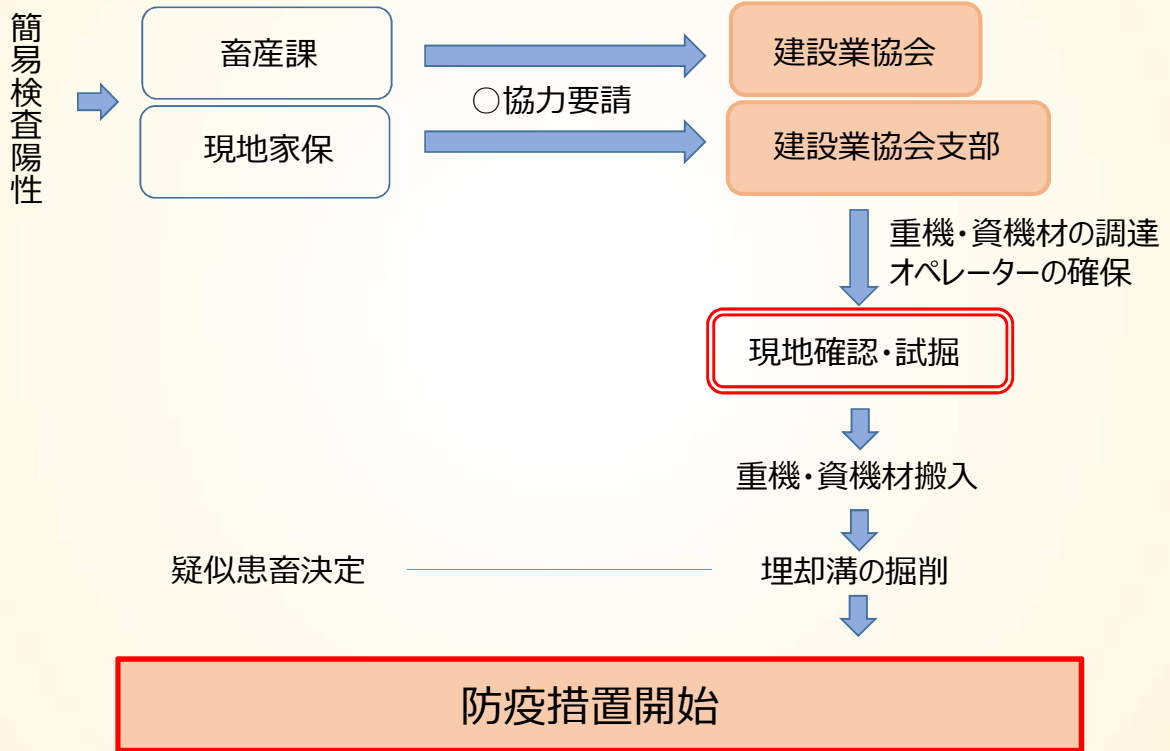 簡易検査陽性
畜産課
建設業協会
○協力要請
現地家保
建設業協会支部
重機・資機材の調達
オペレーターの確保
現地確認・試掘
重機・資機材搬入
疑似患畜決定
埋却溝の掘削
防疫措置開始